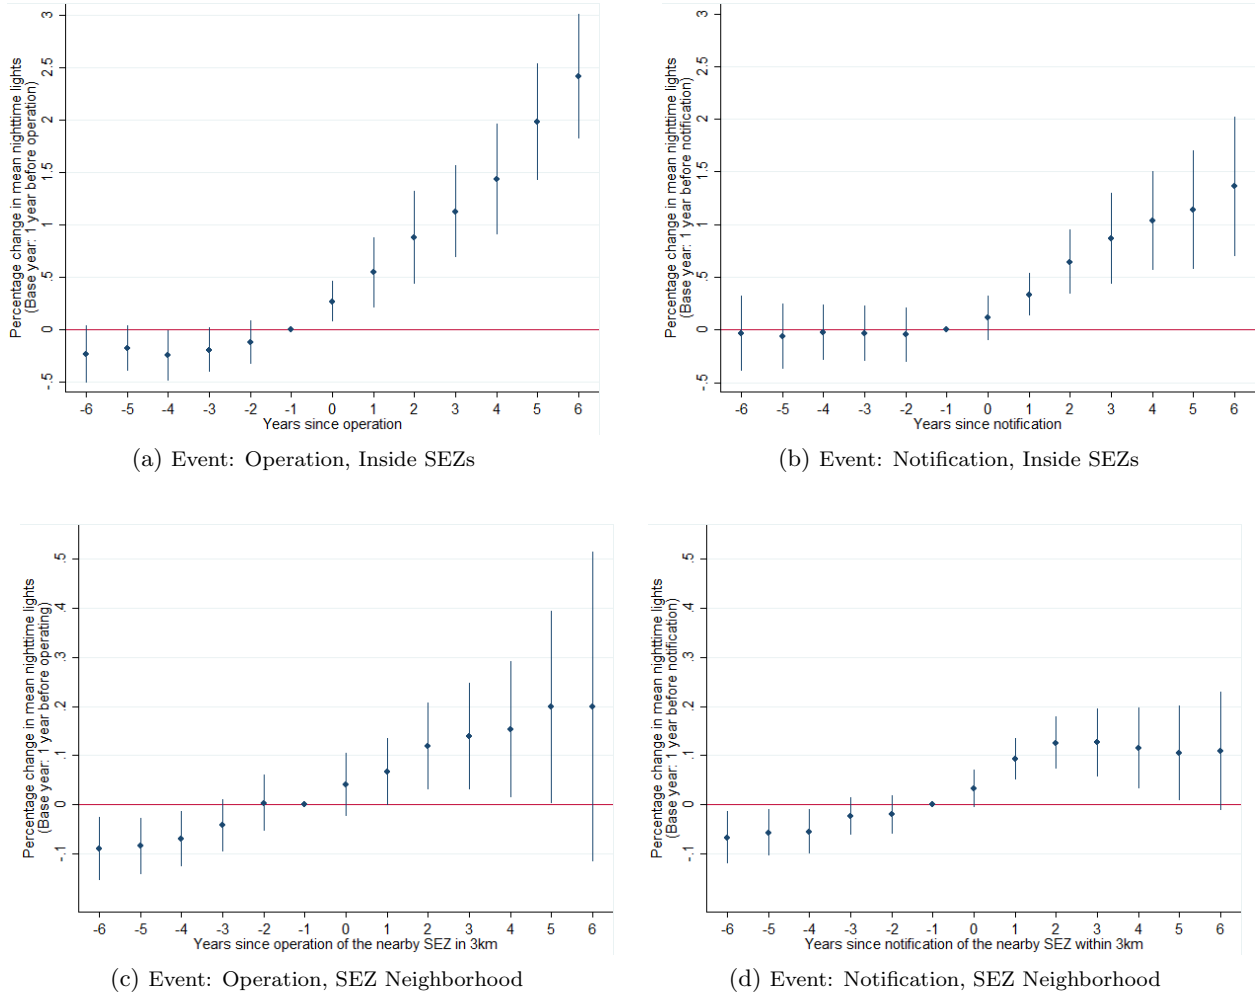 Percentage change in mean nighttime lights
(Base year: 1 year before operation)
3
2.5
2
1.5
1
.5
0
-.5
-6 -5 -4 -3 -2 -1 0 1 2 3 4 5 6
Years since operation
(a) Event: Operation, Inside SEZs
Percentage change in mean nighttime lights
(Base year: 1 year before notification)
3
2.5
2
1.5
1
.5
0
-.5
-6 -5 -4 -3 -2 -1 0 1 2 3 4 5 6
Years since notification
(b) Event: Notification, Inside SEZs
Percentage change in mean nighttime lights
(Base year: 1 year before operating)
.5
.4
.3
.2
.1
0
-.1
-6 -5 -4 -3 -2 -1 0 1 2 3 4 5 6
Years since operation of the nearby SEZ in 3km
(c) Event: Operation, SEZ Neighborhood
Percentage change in mean nighttime lights
(Base year: 1 year before notification)
.5
.4
.3
.2
.1
0
-.1
-6 -5 -4 -3 -2 -1 0 1 2 3 4 5 6
Years since notification of the nearby SEZ within 3km
(d) Event: Notification, SEZ Neighborhood